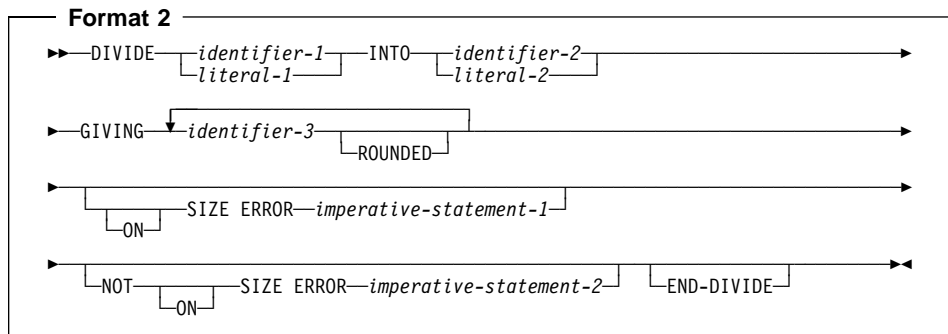 Format 2
DIVIDE identifier-1 INTO identifier-2
literal-1 literal-2
GIVING identifier-3
ROUNDED
SIZE ERROR imperative-statement-1
ON
NOT SIZE ERROR imperative-statement-2 END-DIVIDE
ON